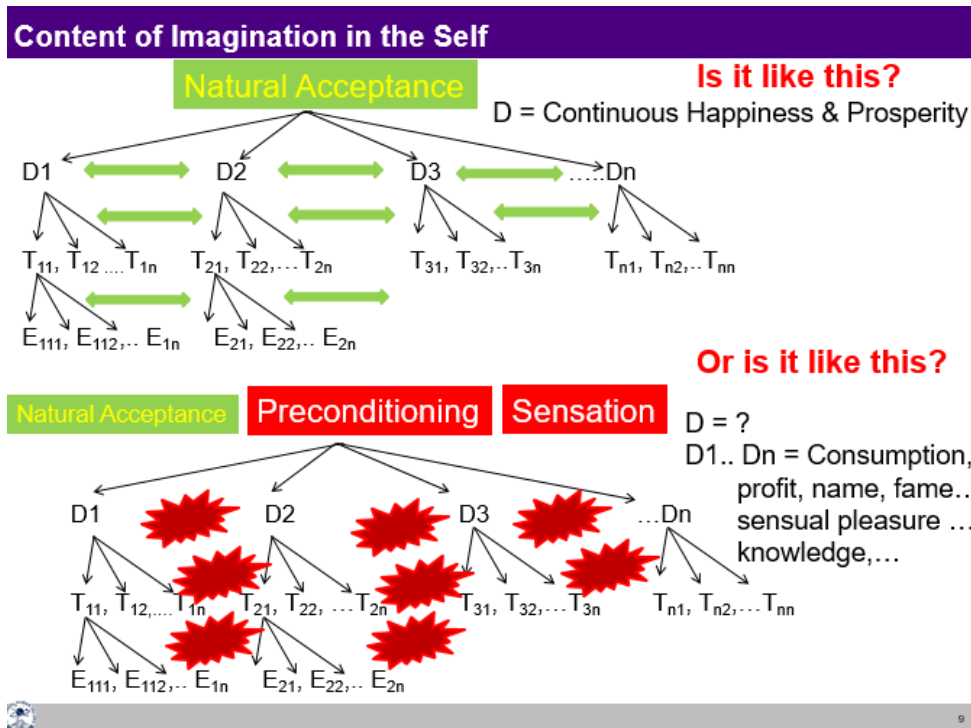 Content of Imagination in the Self
Natural Acceptance
Is it like this?
D = Continuous Happiness & Prosperity
D1 D2 D3 .....Dn
T11, T12 ....T1n T21, T22,...T2n T31, T32,..T3n Tn1, Tn2,..Tnn
E111, E112,.. E1n E21, E22,.. E2n
Or is it like this?
Natural Acceptance Preconditioning Sensation
D = ?
D1.. Dn = Consumption,
profit, name, fame..
sensual pleasure ...
knowledge,...
D1 D2 D3 ...Dn
T11, T12,.... T1n T21, T22, ...T2n T31, T32,...T3n Tn1, Tn2,...Tnn
E111, E112,.. E1n E21, E22,.. E2n
9